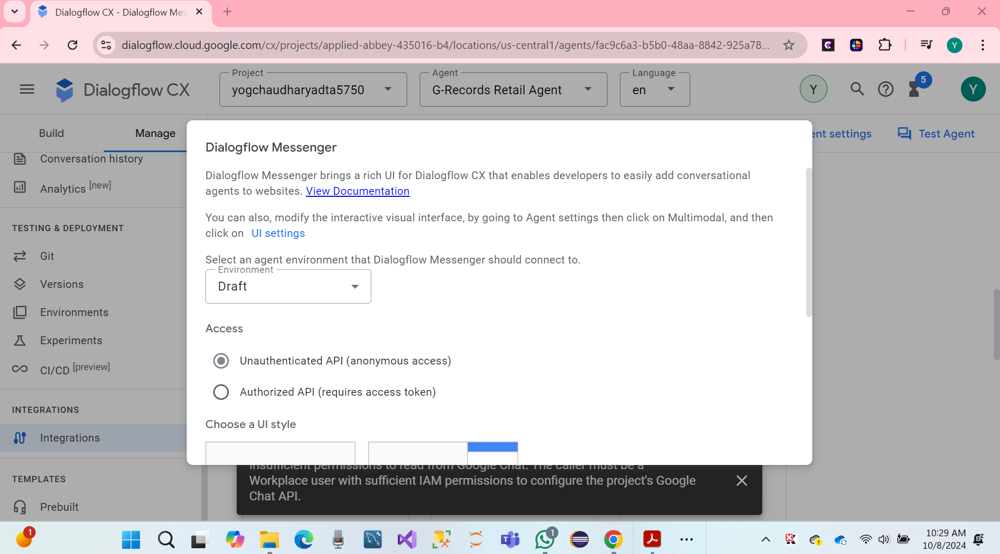 Dialogflow CX - Dialogflow Mes
dialogflow.cloud.google.com/cx/projects/applied-abbey-435016-b4/locations/us-central1/agents/fac9c6a3-b5b0-48aa-8842-925a78...
Y
Dialogflow CX
Project
yogchaudharyadta5750
Agent
G-Records Retail Agent
Language
en
Y
5
Y
Build
Manage
ent settings
Test Agent
Conversation history
Analytics [new]
TESTING & DEPLOYMENT
Git
Versions
Environments
Experiments
CI/CD [preview]
INTEGRATIONS
Integrations
TEMPLATES
Prebuilt
Dialogflow Messenger
Dialogflow Messenger brings a rich UI for Dialogflow CX that enables developers to easily add conversational
agents to websites. View Documentation
You can also, modify the interactive visual interface, by going to Agent settings then click on Multimodal, and then
click on UI settings
Select an agent environment that Dialogflow Messenger should connect to.
Environment
Draft
Access
Unauthenticated API (anonymous access)
Authorized API (requires access token)
Choose a UI style
Insufficient permissions to read from Google Chat. The caller must be a
Workplace user with sufficient IAM permissions to configure the project's Google
Chat API.
1
1
10:29 AM
10/8/2024